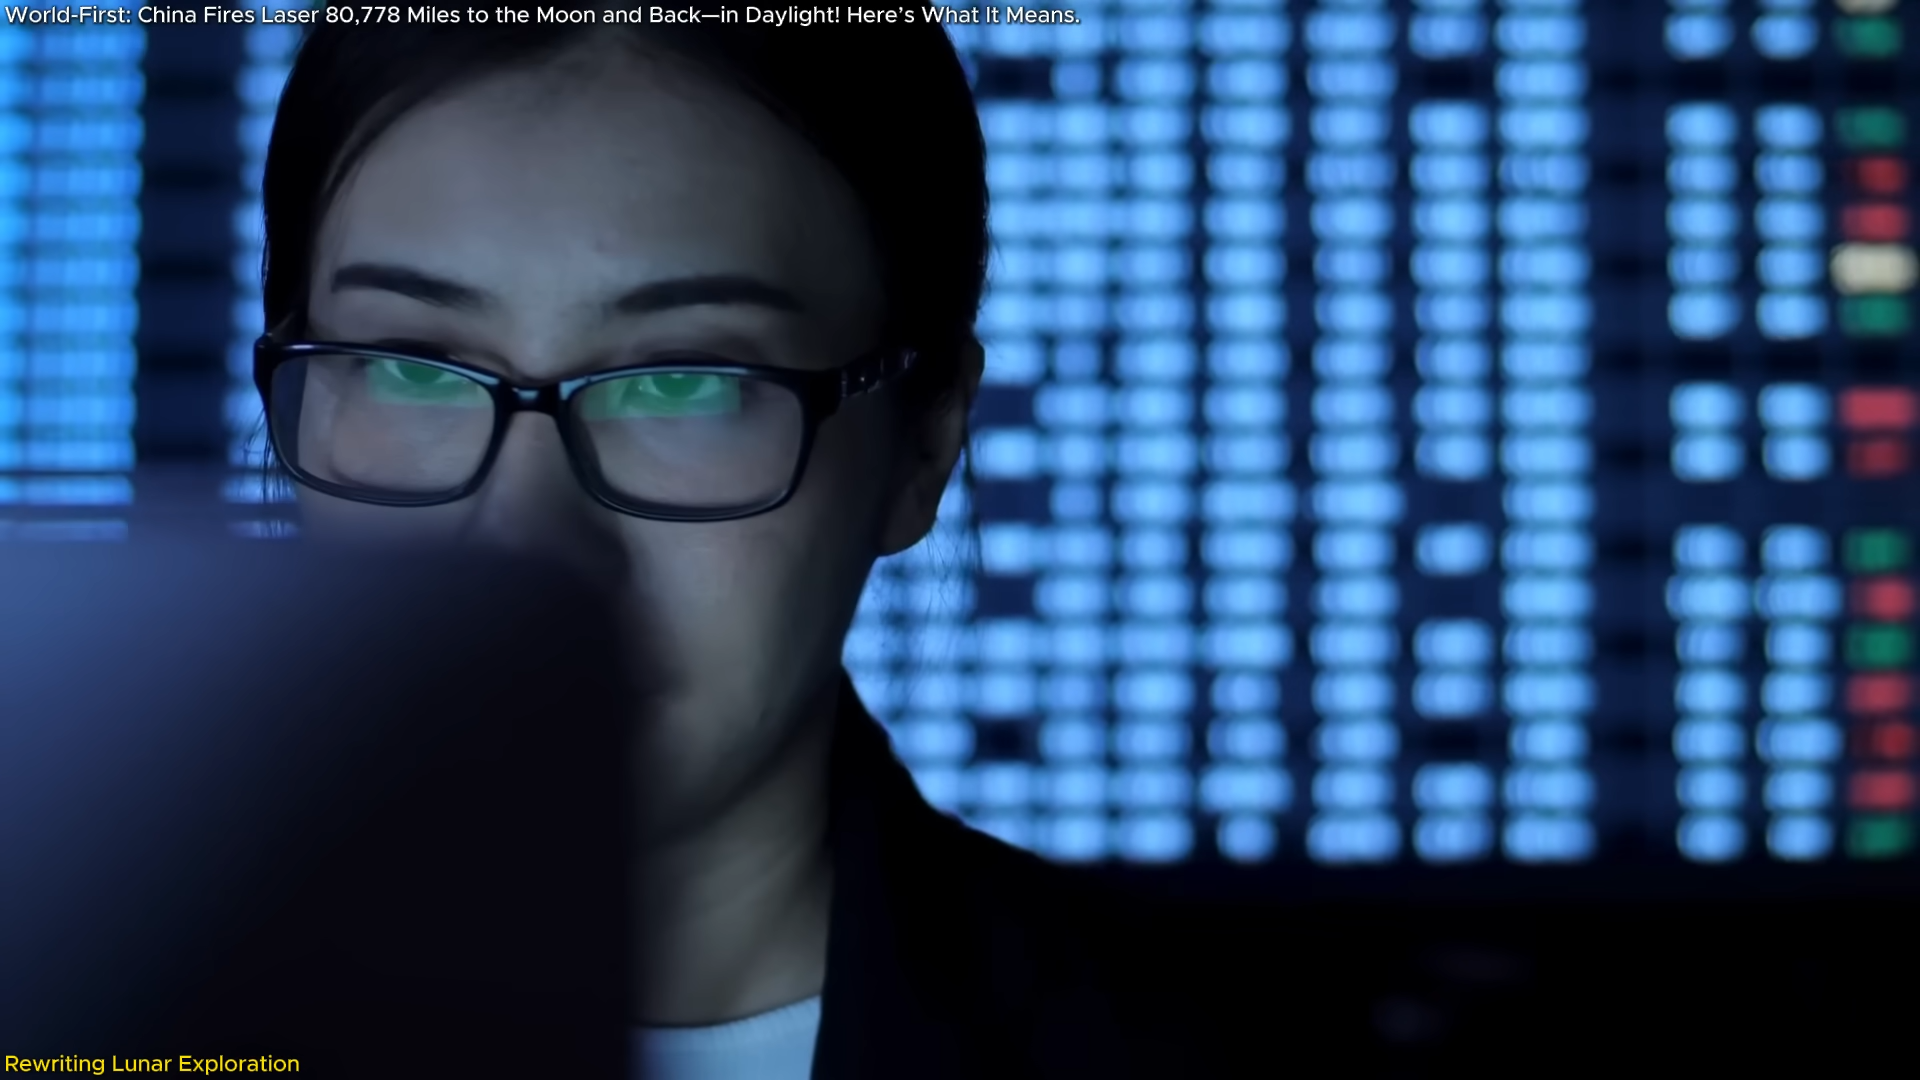 World-First: China Fires Laser 80,778 Miles to the Moon and Back—in Daylight! Here’s What It Means.
Rewriting Lunar Exploration